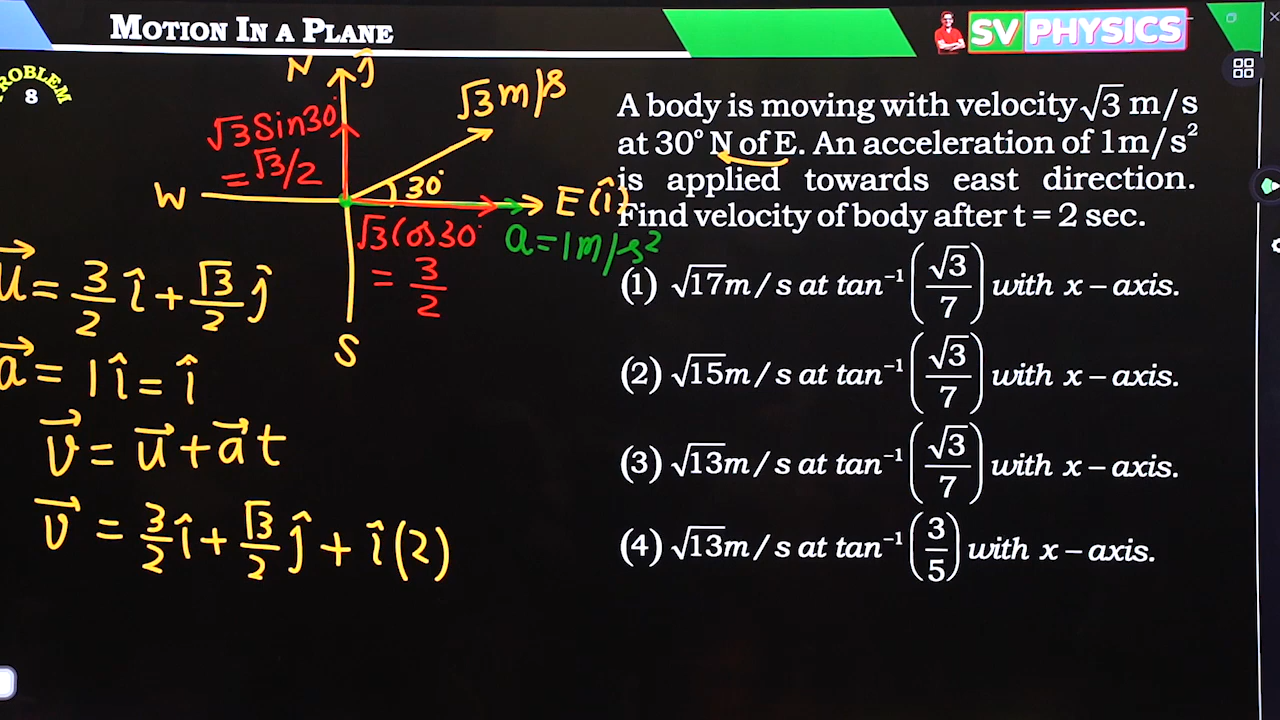 MOTION IN A PLANE
SV PHYSICS
PROBLEM
8
A body is moving with velocity √3 m/s
at 30° N of E. An acceleration of 1m/s²
is applied towards east direction.
Find velocity of body after t = 2 sec.
(1) √17m/s at tan⁻¹(√3/7) with x – axis.
(2) √15m/s at tan⁻¹(√3/7) with x – axis.
(3) √13m/s at tan⁻¹(√3/7) with x – axis.
(4) √13m/s at tan⁻¹(3/5) with x – axis.
N ĵ
√3 m/s
√3 Sin30°
= √3/2
30°
W
E (î)
√3 Cos30°
= 3/2
a = 1m/s²
S
u⃗ = 3/2 î + √3/2 ĵ
a⃗ = 1î = î
v⃗ = u⃗ + a⃗t
v⃗ = 3/2 î + √3/2 ĵ + î(2)